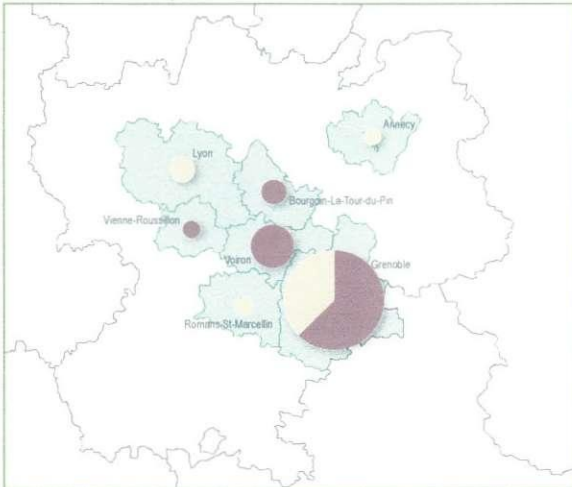 Annecy
Lyon
Bourgoin-La-Tour-du-Pin
Vienne-Roussillon
Voiron
Grenoble
Romans-St-Marcellin